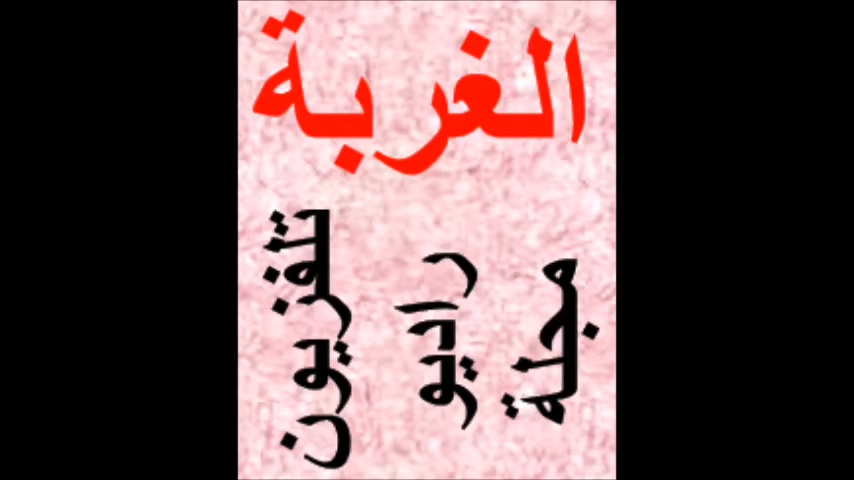 الغربة
مجلة
راديو
تلفزيون